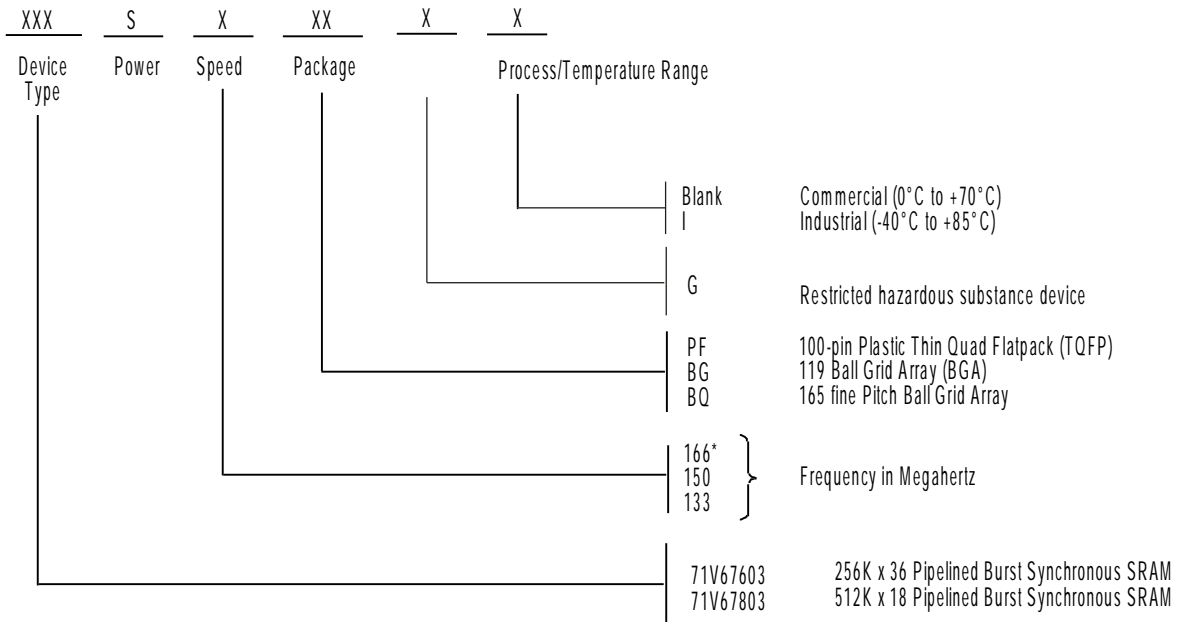 XXX S X XX X X
Device Type Power Speed Package Process/Temperature Range
Blank Commercial (0°C to +70°C)
I Industrial (-40°C to +85°C)
G Restricted hazardous substance device
PF 100-pin Plastic Thin Quad Flatpack (TQFP)
BG 119 Ball Grid Array (BGA)
BQ 165 fine Pitch Ball Grid Array
166*
150 Frequency in Megahertz
133
71V67603 256K x 36 Pipelined Burst Synchronous SRAM
71V67803 512K x 18 Pipelined Burst Synchronous SRAM